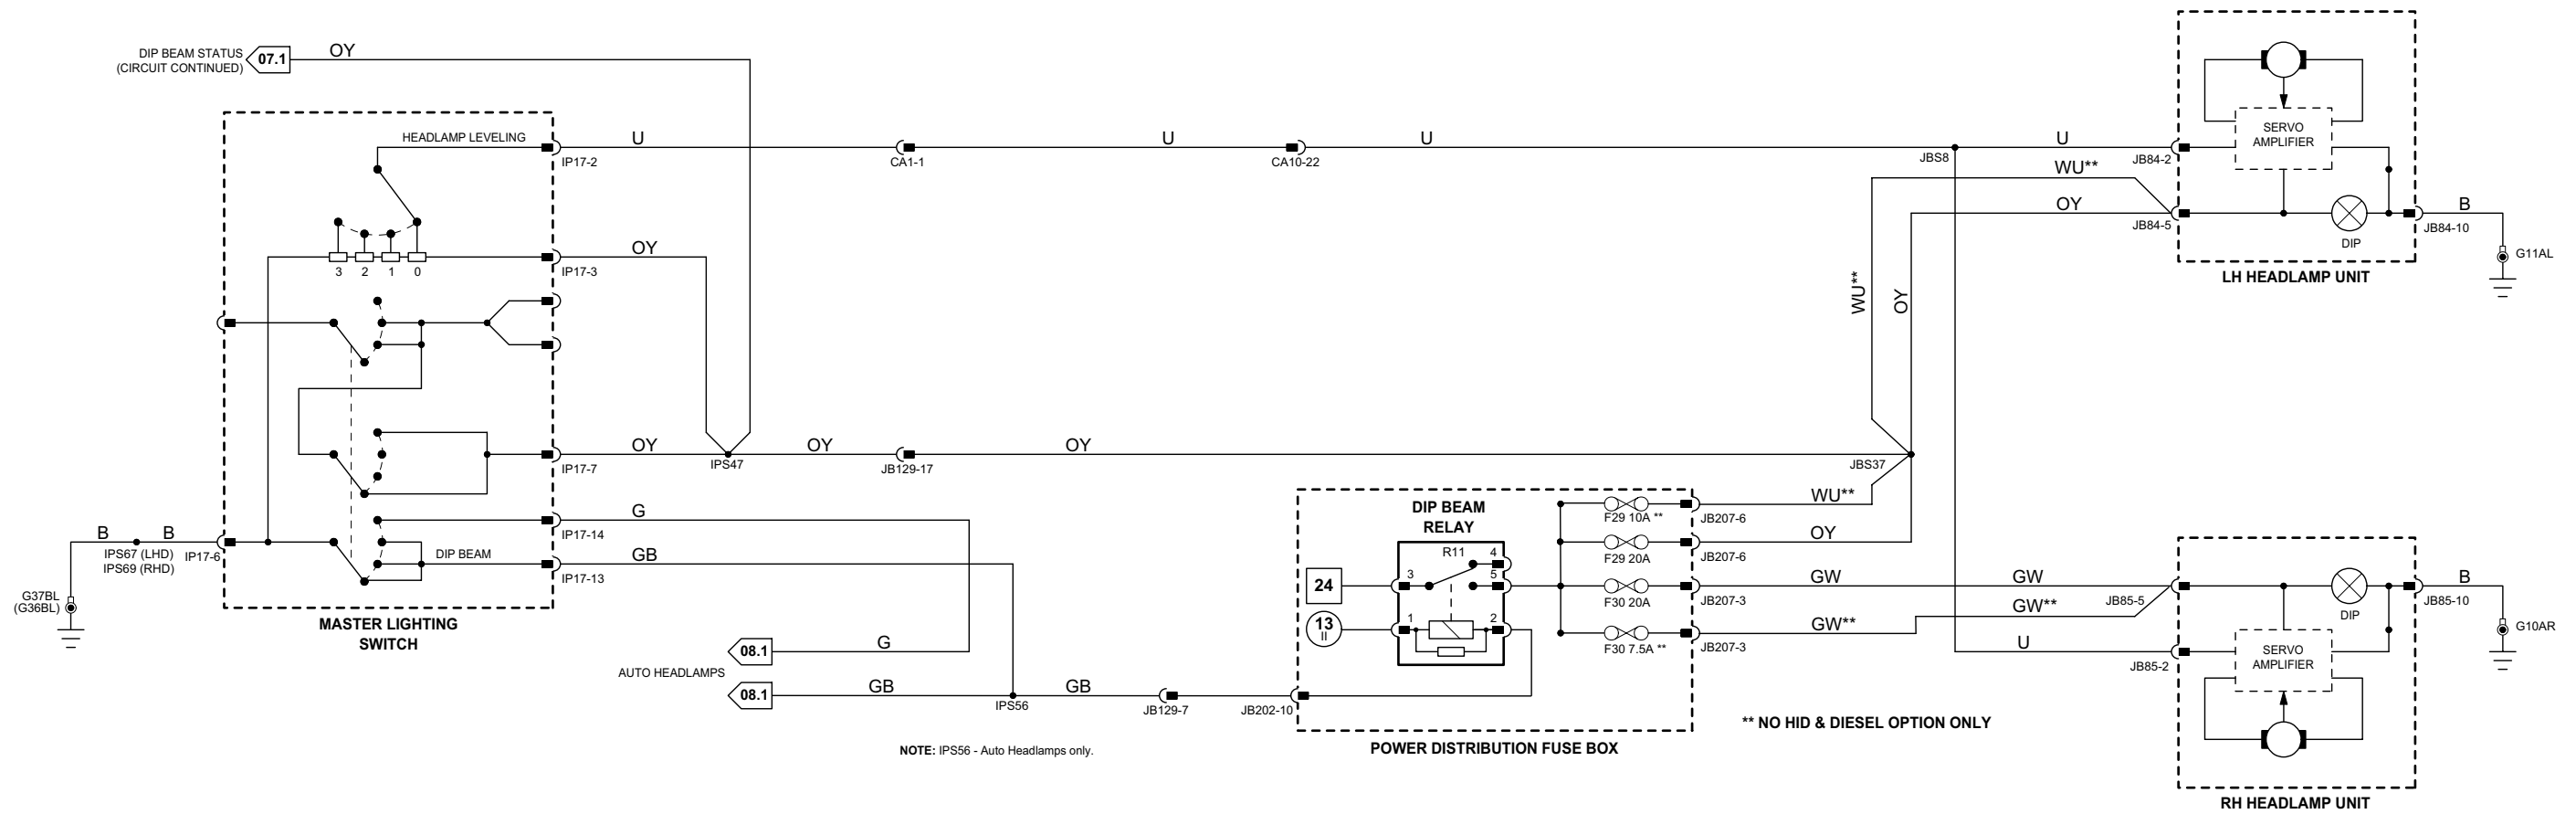 DIP BEAM STATUS
(CIRCUIT CONTINUED)
07.1
OY
HEADLAMP LEVELING
IP17-2
U
CA1-1
U
CA10-22
U
JBS8
U
JB84-2
WU**
OY
JB84-5
SERVO
AMPLIFIER
DIP
B
JB84-10
G11AL
LH HEADLAMP UNIT
3 2 1 0
OY
IP17-3
WU**
OY
OY
IP17-7
IPS47
OY
JB129-17
OY
JBS37
G
IP17-14
DIP BEAM
GB
IP17-13
B
B
IPS67 (LHD)
IPS69 (RHD)
IP17-6
G37BL
(G36BL)
MASTER LIGHTING
SWITCH
08.1
G
AUTO HEADLAMPS
08.1
GB
IPS56
GB
JB129-7
JB202-10
NOTE: IPS56 - Auto Headlamps only.
DIP BEAM
RELAY
R11
4
3
5
1
2
24
13
II
F29 10A **
JB207-6
WU**
F29 20A
JB207-6
OY
F30 20A
JB207-3
GW
GW
F30 7.5A **
JB207-3
GW**
GW**
POWER DISTRIBUTION FUSE BOX
** NO HID & DIESEL OPTION ONLY
JB85-5
U
JB85-2
DIP
SERVO
AMPLIFIER
B
JB85-10
G10AR
RH HEADLAMP UNIT